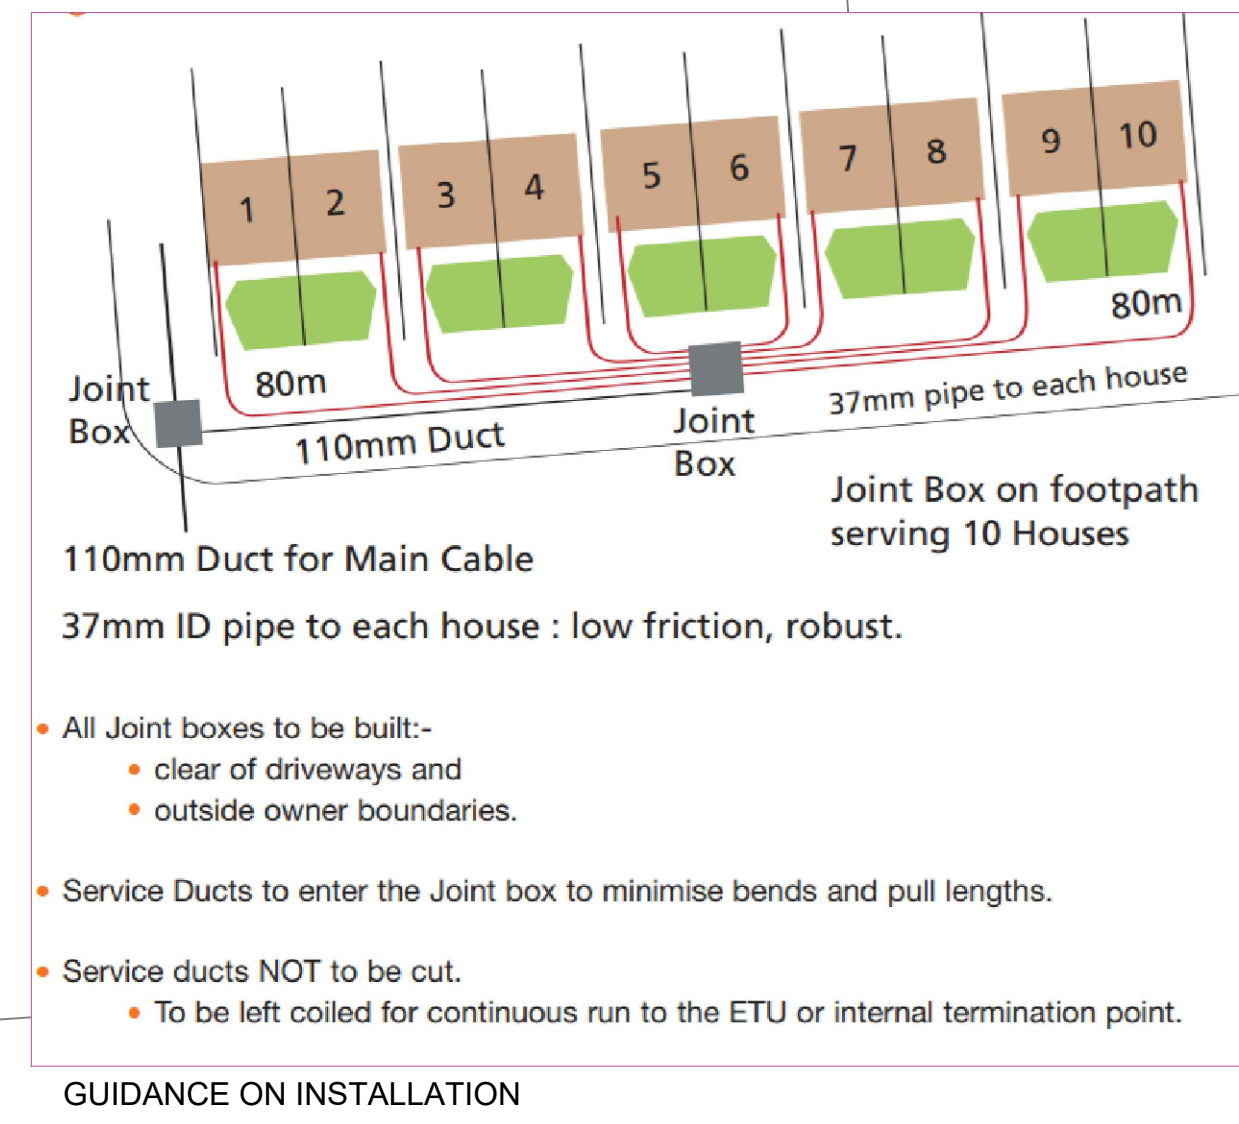 1
2
3
4
5
6
7
8
9
10
80m
80m
Joint
Box
110mm Duct
Joint
Box
37mm pipe to each house
Joint Box on footpath
serving 10 Houses
110mm Duct for Main Cable
37mm ID pipe to each house : low friction, robust.
• All Joint boxes to be built:-
• clear of driveways and
• outside owner boundaries.
• Service Ducts to enter the Joint box to minimise bends and pull lengths.
• Service ducts NOT to be cut.
• To be left coiled for continuous run to the ETU or internal termination point.
GUIDANCE ON INSTALLATION